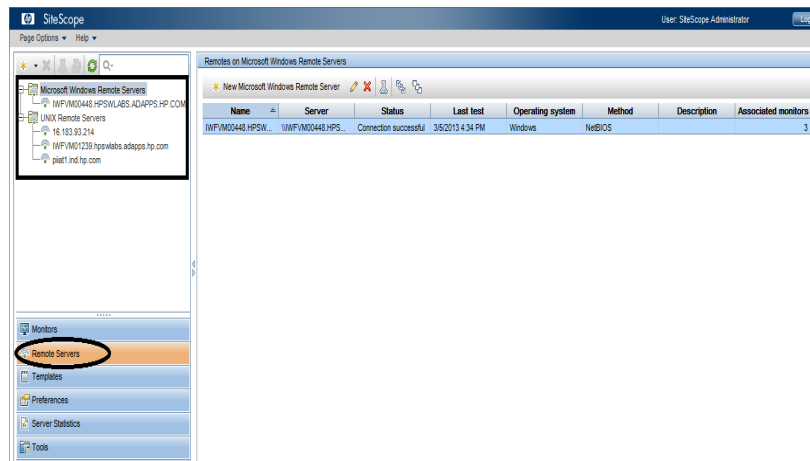 SiteScope
User: SiteScope Administrator
Log
Page Options Help
Microsoft Windows Remote Servers
IWFVM00448.HPSWLABS.ADAPPS.HP.COM
UNIX Remote Servers
16.183.93.214
IWFVM01239.hpswlabs.adapps.hp.com
piiat1.ind.hp.com
Remotes on Microsoft Windows Remote Servers
New Microsoft Windows Remote Server
Name Server Status Last test Operating system Method Description Associated monitors
IWFVM00448.HPSW... \\IWFVM00448.HPS... Connection successful 3/5/2013 4:34 PM Windows NetBIOS 3
Monitors
Remote Servers
Templates
Preferences
Server Statistics
Tools